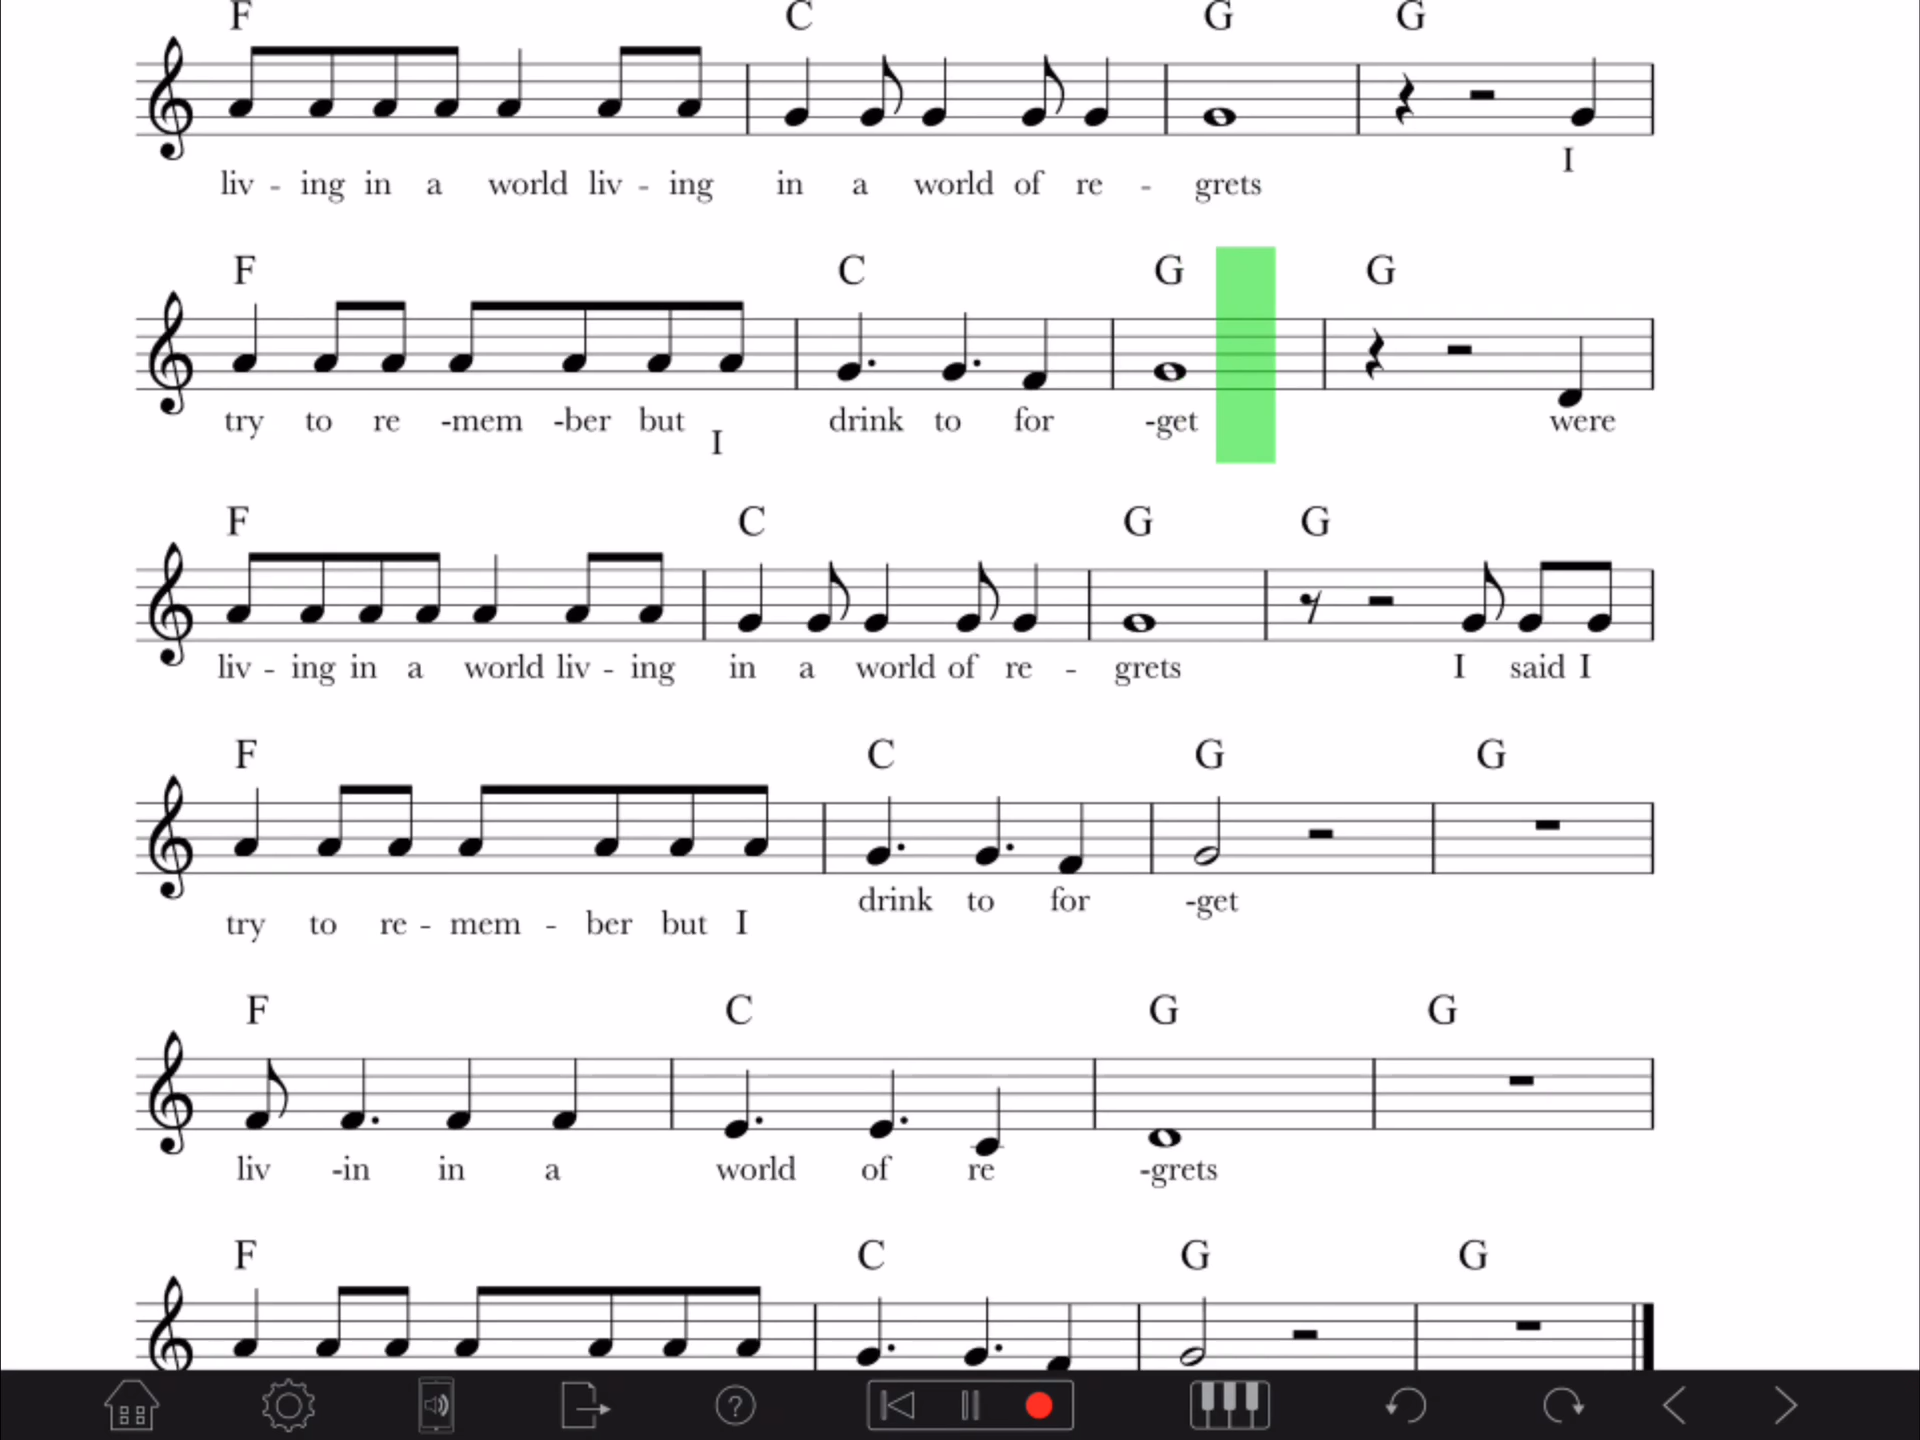 F C G G
I
liv - ing in a world liv - ing in a world of re - grets
F C G G
try to re -mem -ber but drink to for -get were
I
F C G G
liv - ing in a world liv - ing in a world of re - grets I said I
F C G G
drink to for -get
try to re - mem - ber but I
F C G G
liv -in in a world of re -grets
F C G G
?